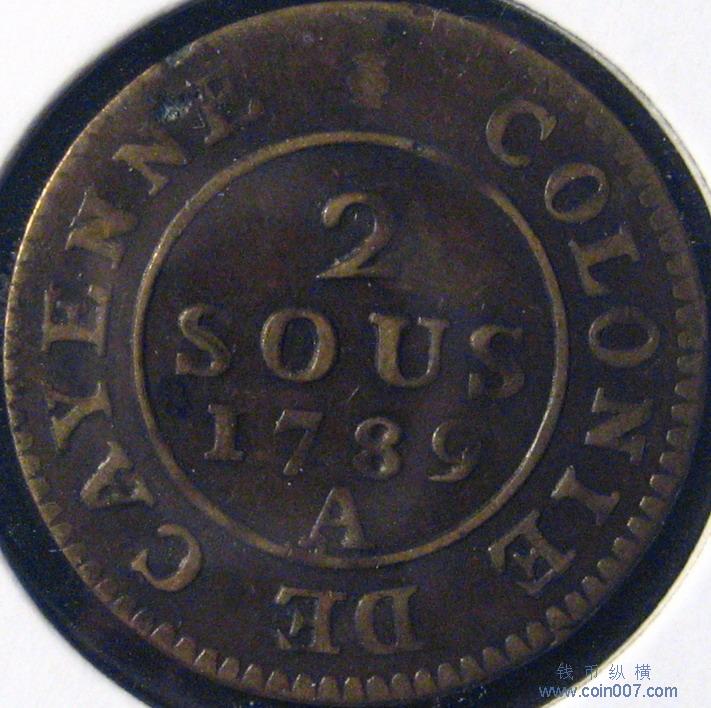 COLONIE DE CAYENNE
2
SOUS
1789
A
钱币纵横
www.coin007.com